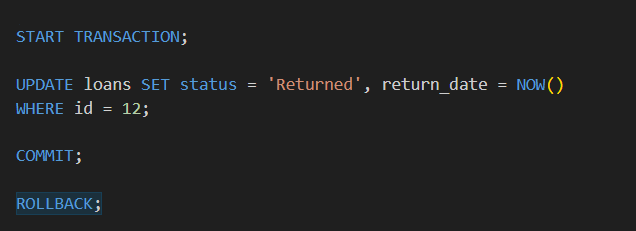 START TRANSACTION;
UPDATE loans SET status = 'Returned', return_date = NOW()
WHERE id = 12;
COMMIT;
ROLLBACK;